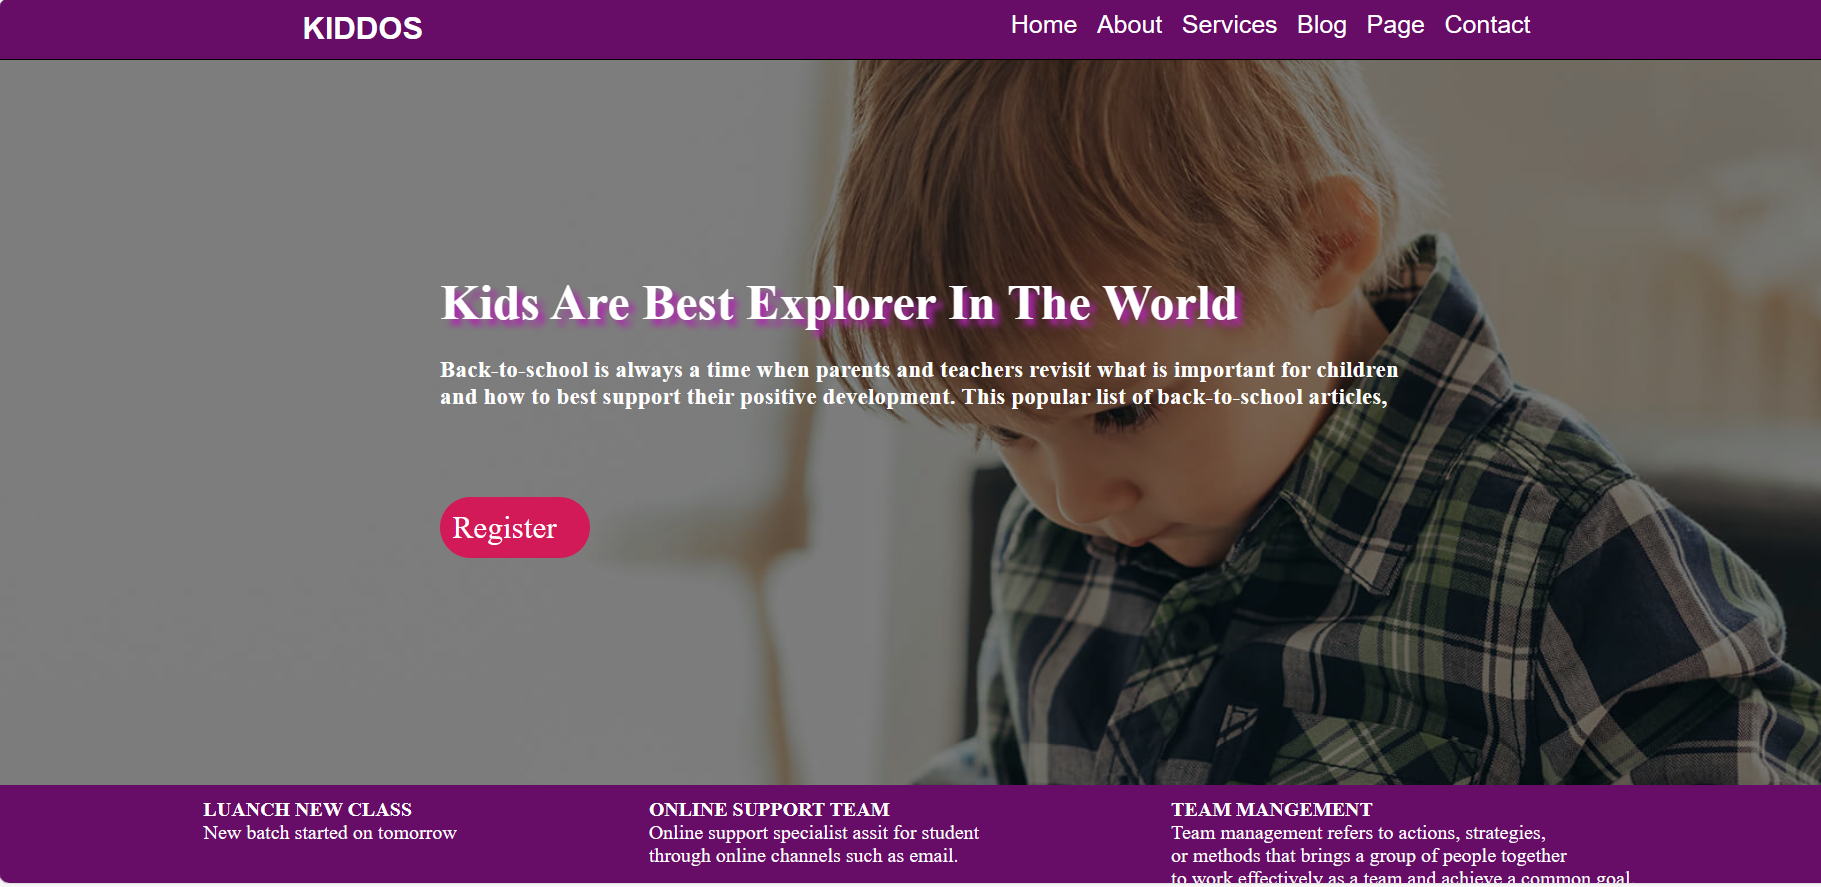 KIDDOS
Home About Services Blog Page Contact
Kids Are Best Explorer In The World
Back-to-school is always a time when parents and teachers revisit what is important for children
and how to best support their positive development. This popular list of back-to-school articles,
Register
LUANCH NEW CLASS
New batch started on tomorrow
ONLINE SUPPORT TEAM
Online support specialist assit for student
through online channels such as email.
TEAM MANGEMENT
Team management refers to actions, strategies,
or methods that brings a group of people together
to work effectively as a team and achieve a common goal